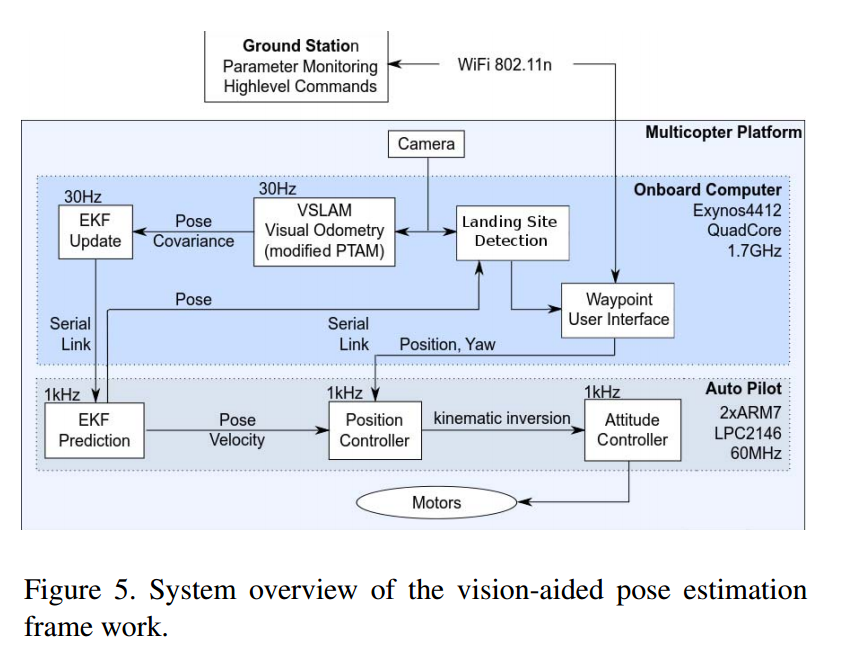 Ground Station
Parameter Monitoring
Highlevel Commands
WiFi 802.11n
Multicopter Platform
Camera
Onboard Computer
Exynos4412
QuadCore
1.7GHz
30Hz
EKF
Update
Pose
Covariance
30Hz
VSLAM
Visual Odometry
(modified PTAM)
Landing Site
Detection
Waypoint
User Interface
Pose
Serial
Link
Serial
Link
Position, Yaw
Auto Pilot
2xARM7
LPC2146
60MHz
1kHz
EKF
Prediction
Pose
Velocity
1kHz
Position
Controller
kinematic inversion
1kHz
Attitude
Controller
Motors
Figure 5. System overview of the vision-aided pose estimation
frame work.